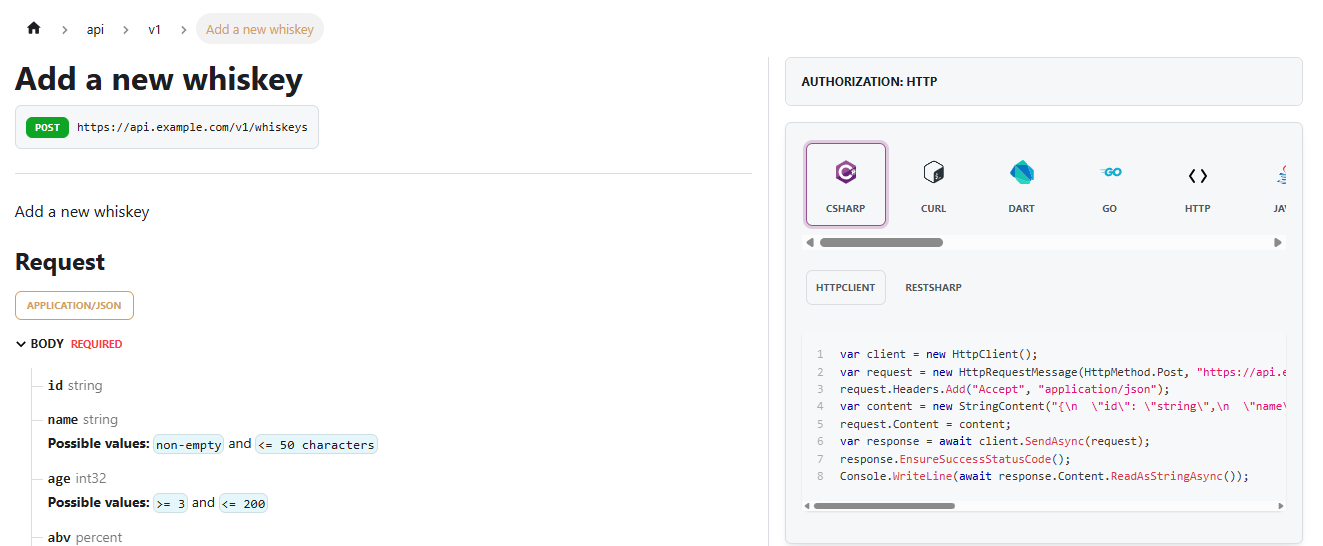 api
v1
Add a new whiskey
Add a new whiskey
POST https://api.example.com/v1/whiskeys
Add a new whiskey
Request
APPLICATION/JSON
BODY REQUIRED
id string
name string
Possible values: non-empty and <= 50 characters
age int32
Possible values: >= 3 and <= 200
abv percent
AUTHORIZATION: HTTP
CSHARP
CURL
DART
GO
GO
HTTP
JAV
HTTPCLIENT
RESTSHARP
1 var client = new HttpClient();
2 var request = new HttpRequestMessage(HttpMethod.Post, "https://api.e
3 request.Headers.Add("Accept", "application/json");
4 var content = new StringContent("{\n  \"id\": \"string\",\n  \"name\
5 request.Content = content;
6 var response = await client.SendAsync(request);
7 response.EnsureSuccessStatusCode();
8 Console.WriteLine(await response.Content.ReadAsStringAsync());